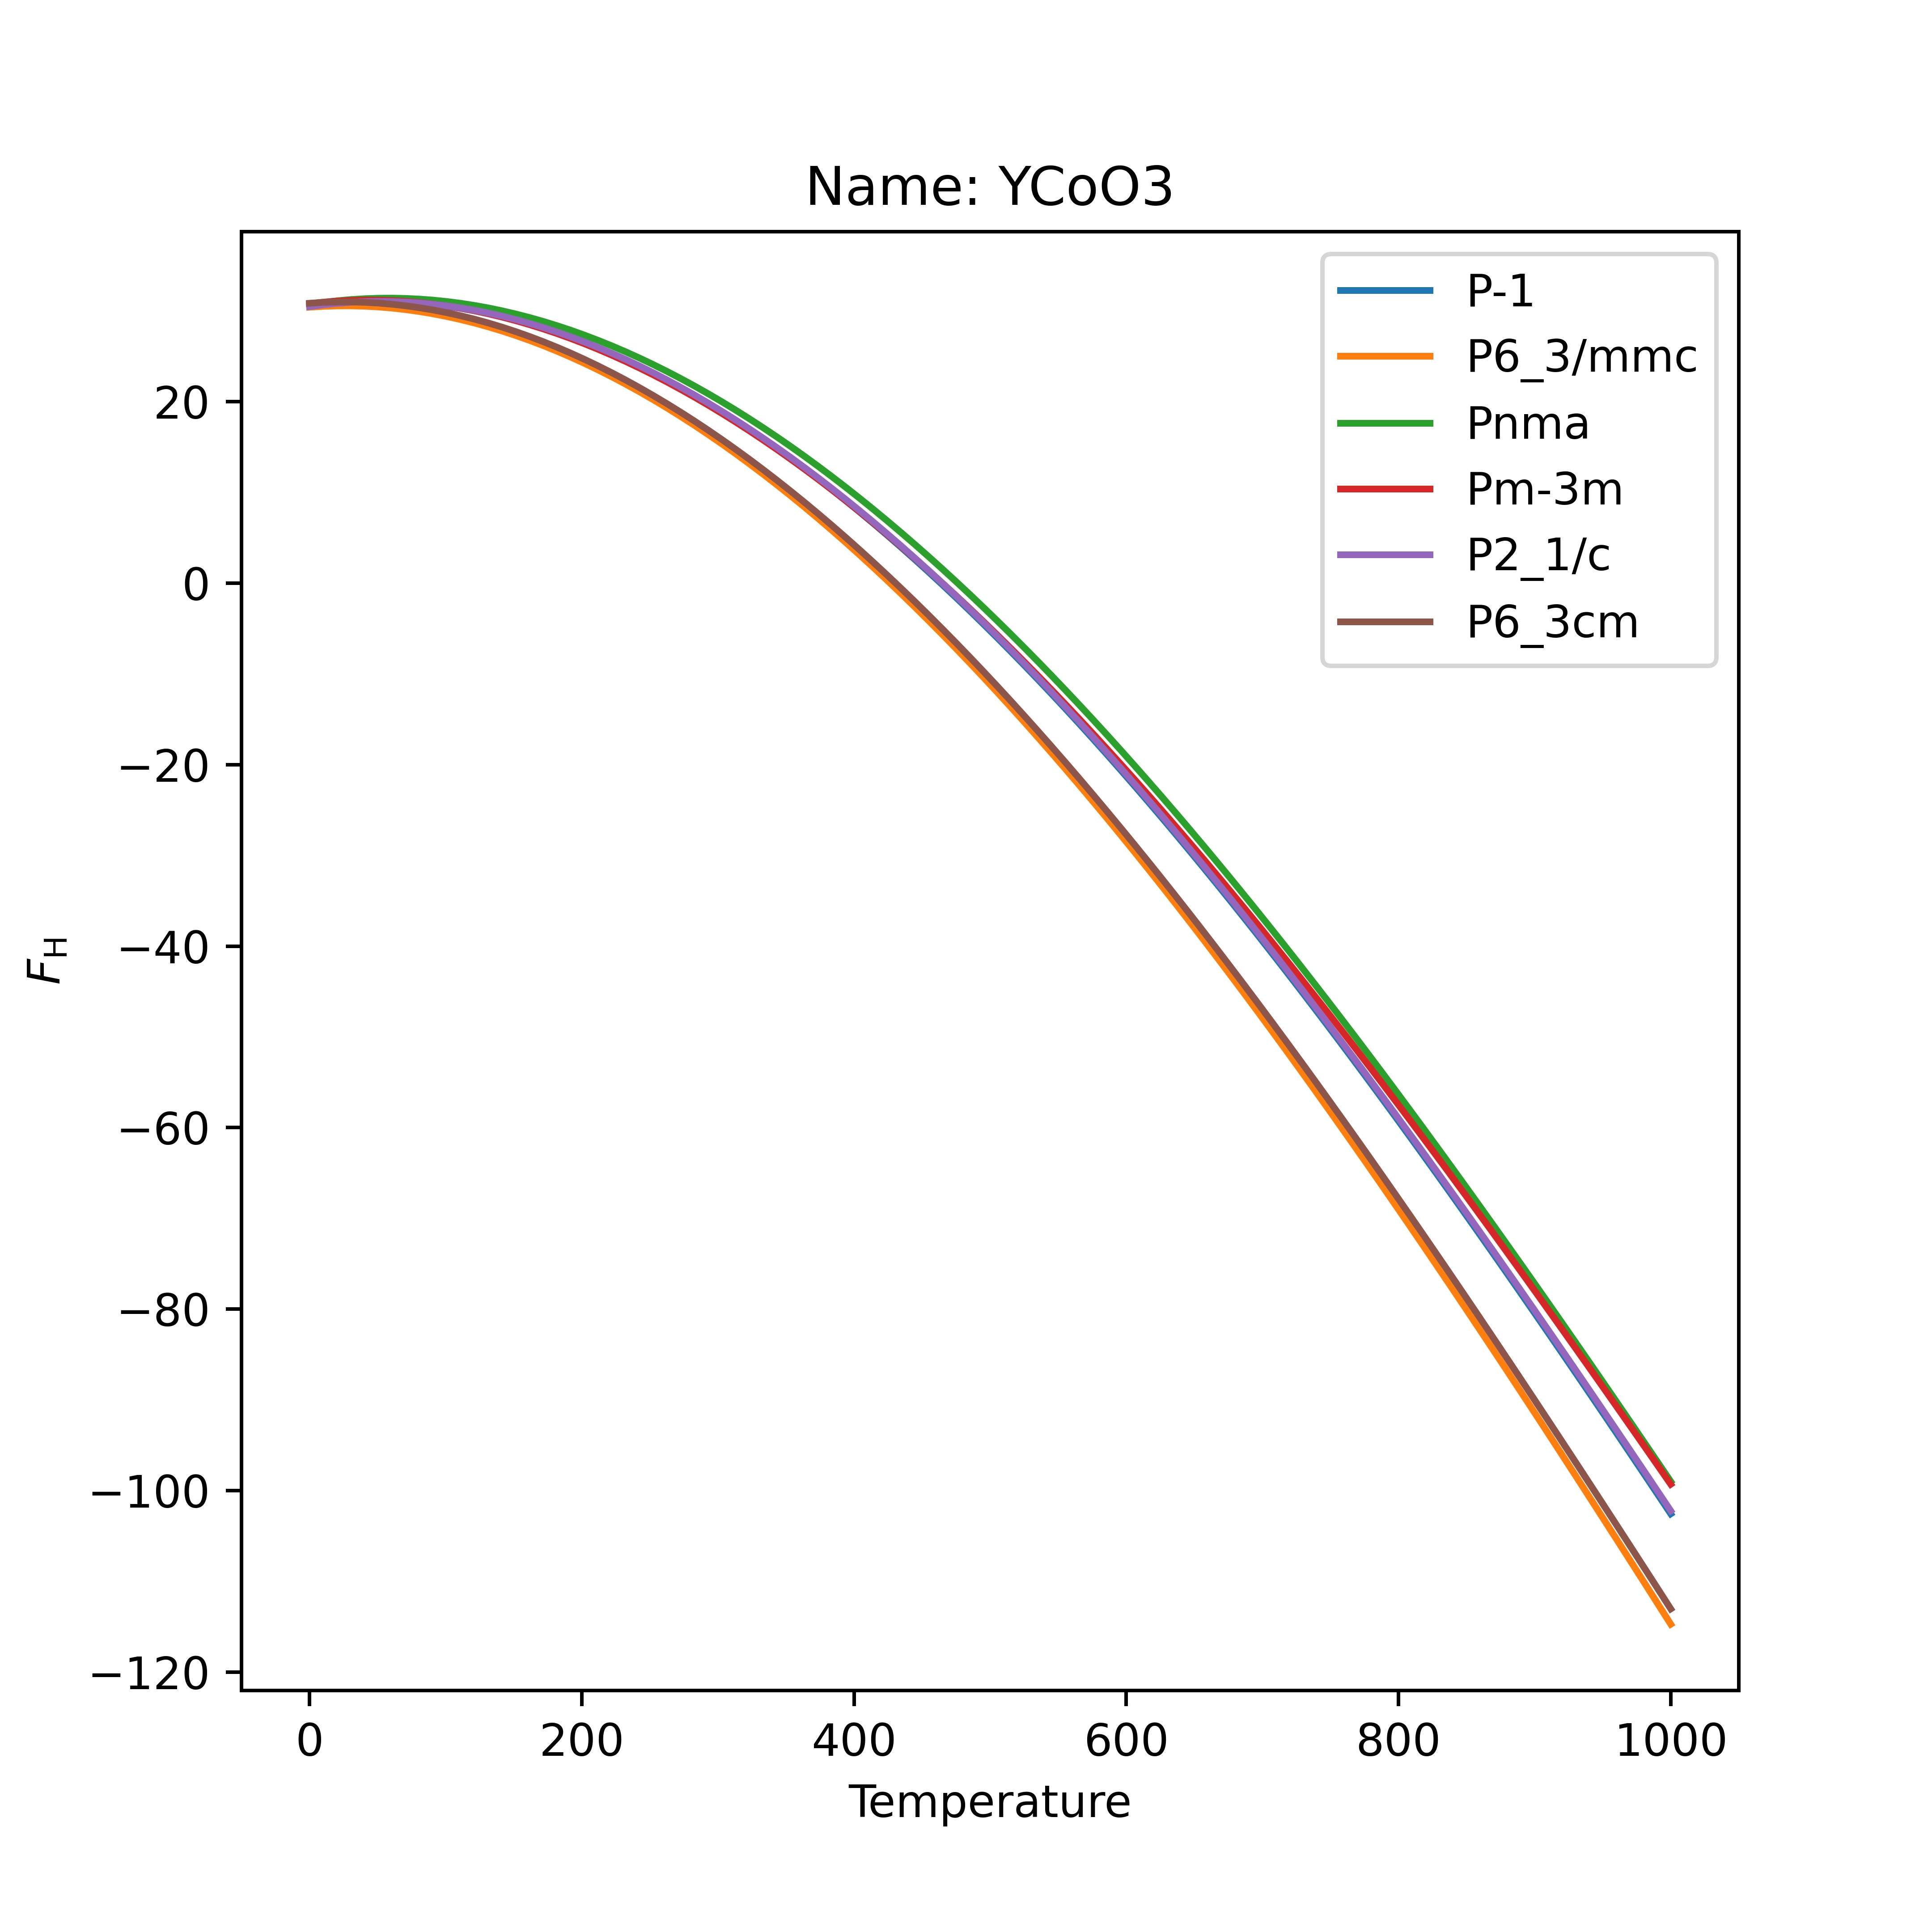 Name: YCoO3
P-1
P6_3/mmc
Pnma
Pm-3m
P2_1/c
P6_3cm
20
0
−20
−40
−60
−80
−100
−120
F_H
0 200 400 600 800 1000
Temperature